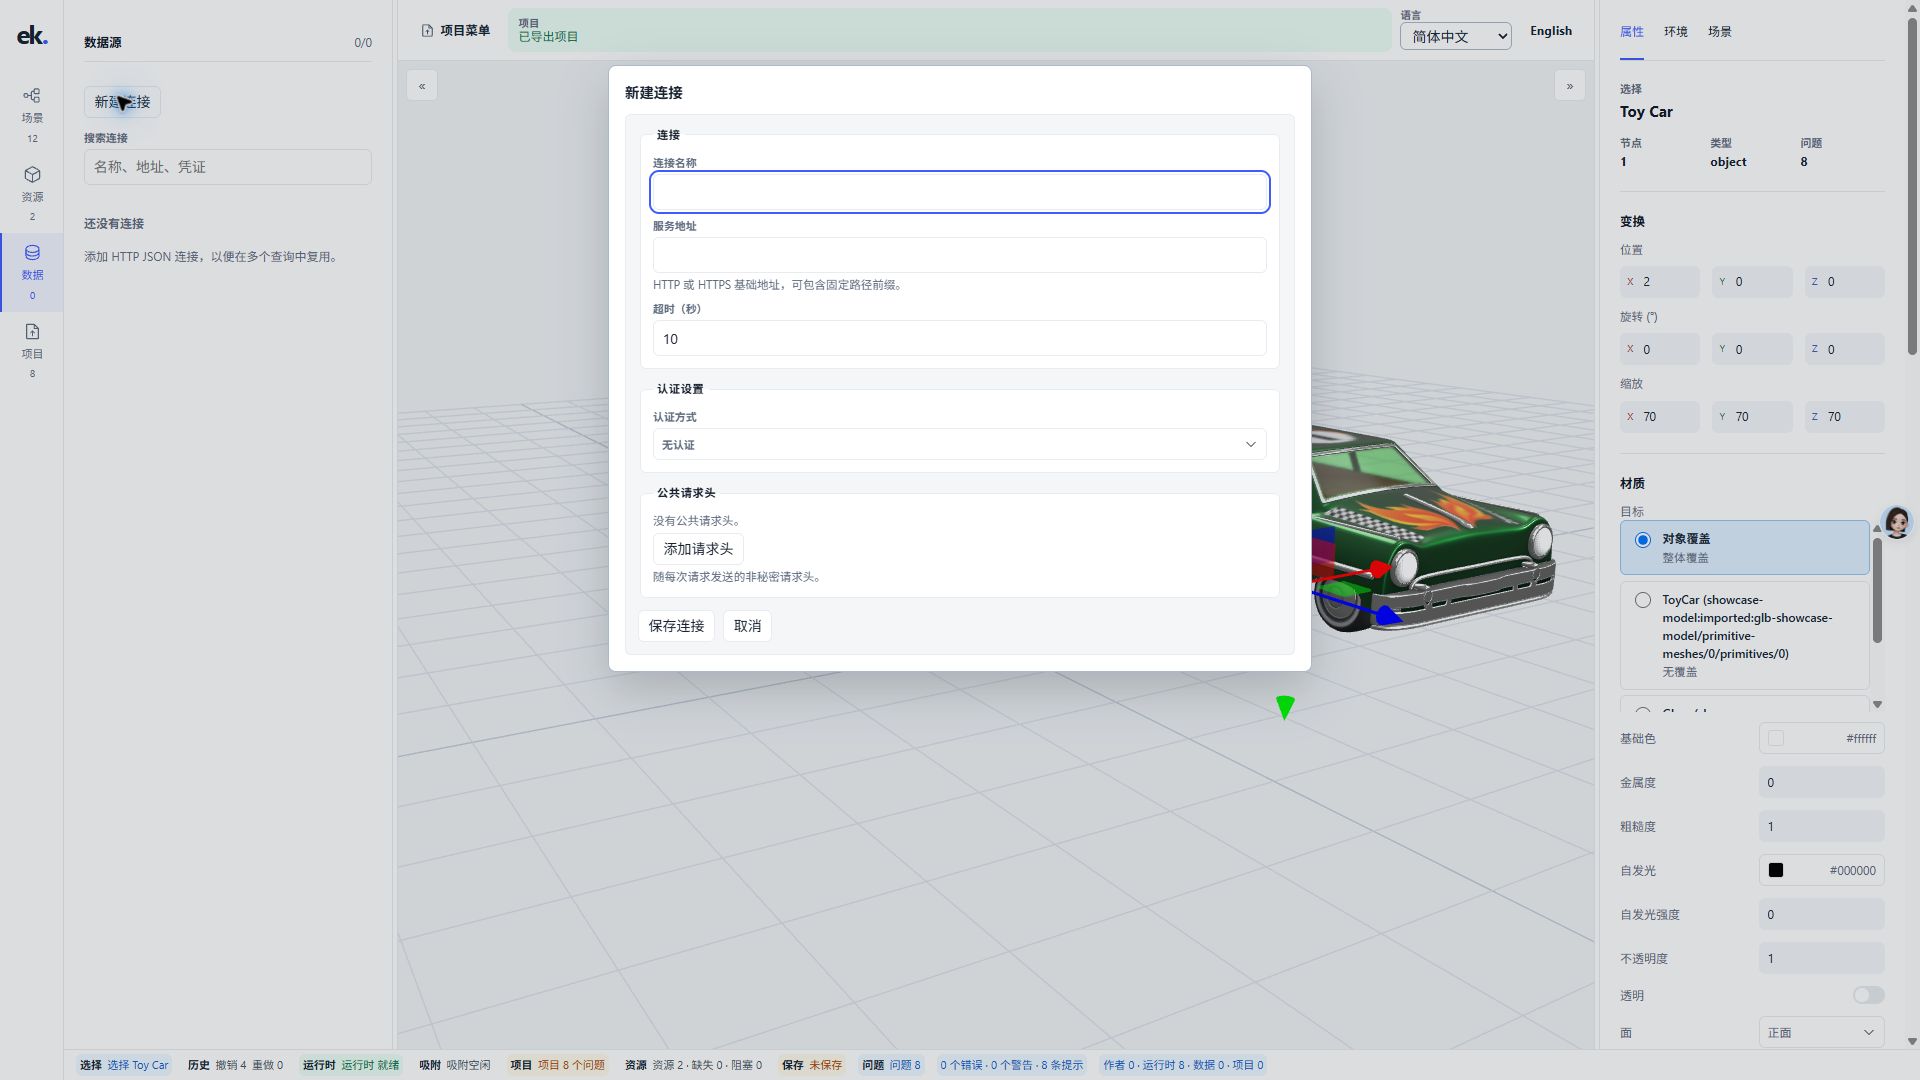 ek.
场景
12
资源
2
数据
0
项目
8
数据源
0/0
新建连接
搜索连接
名称、地址、凭证
还没有连接
添加 HTTP JSON 连接，以便在多个查询中复用。
项目菜单
项目
已导出项目
语言
简体中文
English
«
»
新建连接
连接
连接名称
服务地址
HTTP 或 HTTPS 基础地址，可包含固定路径前缀。
超时（秒）
10
认证设置
认证方式
无认证
公共请求头
没有公共请求头。
添加请求头
随每次请求发送的非秘密请求头。
保存连接
取消
属性
环境
场景
选择
Toy Car
节点 类型 问题
1 object 8
变换
位置
X 2 Y 0 Z 0
旋转 (°)
X 0 Y 0 Z 0
缩放
X 70 Y 70 Z 70
材质
目标
对象覆盖
整体覆盖
ToyCar (showcase-
model:imported:glb-showcase-
model/primitive-
meshes/0/primitives/0)
无覆盖
基础色 #ffffff
金属度 0
粗糙度 1
自发光 #000000
自发光强度 0
不透明度 1
透明
面 正面
选择 选择 Toy Car 历史 撤销 4 重做 0 运行时 运行时 就绪 吸附 吸附空闲 项目 项目 8 个问题 资源 资源 2 · 缺失 0 · 阻塞 0 保存 未保存 问题 问题 8 0 个错误 · 0 个警告 · 8 条提示 作者 0 · 运行时 8 · 数据 0 · 项目 0